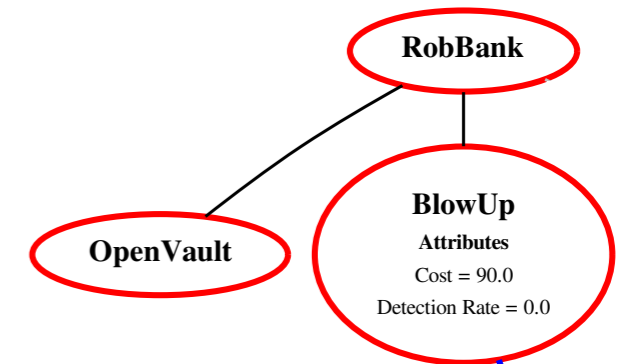 RobBank
OpenVault
BlowUp
Attributes
Cost = 90.0
Detection Rate = 0.0